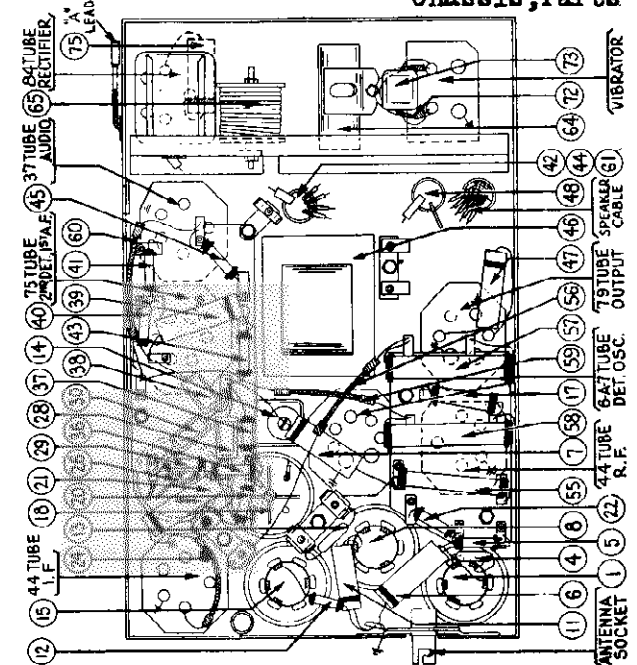 Chassis,Parts
12
15
44 TUBE
I.F
18
21
29
28
37
38
14
43
40
39
41
75 TUBE
2ND DET. 1ST A.F.
60
45
37 TUBE
AUDIO
65
84 TUBE
RECTIFIER
75
"A"
LEAD
ANTENNA
SOCKET
11
6
1
4
5
8
22
55
7
44 TUBE
R.F.
58
17
6-A7 TUBE
DET. OSC.
59
57
56
79 TUBE
OUTPUT
47
46
SPEAKER
CABLE
48
61
44
42
64
72
73
VIBRATOR